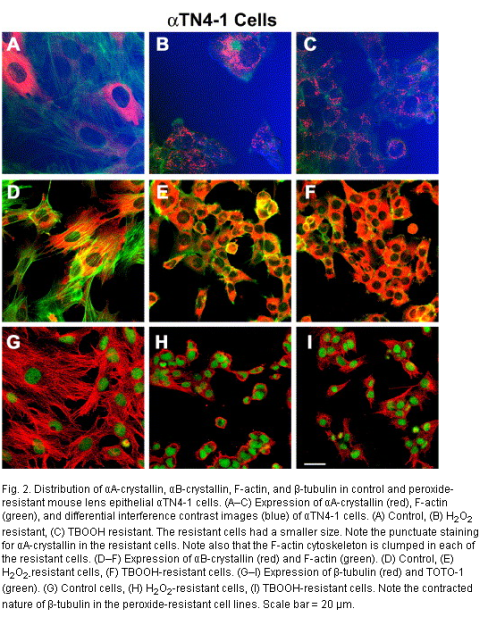 αTN4-1 Cells
A
B
C
D
E
F
G
H
I
Fig. 2. Distribution of αA-crystallin, αB-crystallin, F-actin, and β-tubulin in control and peroxide-
resistant mouse lens epithelial αTN4-1 cells. (A–C) Expression of αA-crystallin (red), F-actin
(green), and differential interference contrast images (blue) of αTN4-1 cells. (A) Control, (B) H₂O₂
resistant, (C) TBOOH resistant. The resistant cells had a smaller size. Note the punctuate staining
for αA-crystallin in the resistant cells. Note also that the F-actin cytoskeleton is clumped in each of
the resistant cells. (D–F) Expression of αB-crystallin (red) and F-actin (green). (D) Control, (E)
H₂O₂-resistant cells, (F) TBOOH-resistant cells. (G–I) Expression of β-tubulin (red) and TOTO-1
(green). (G) Control cells, (H) H₂O₂-resistant cells, (I) TBOOH-resistant cells. Note the contracted
nature of β-tubulin in the peroxide-resistant cell lines. Scale bar = 20 μm.